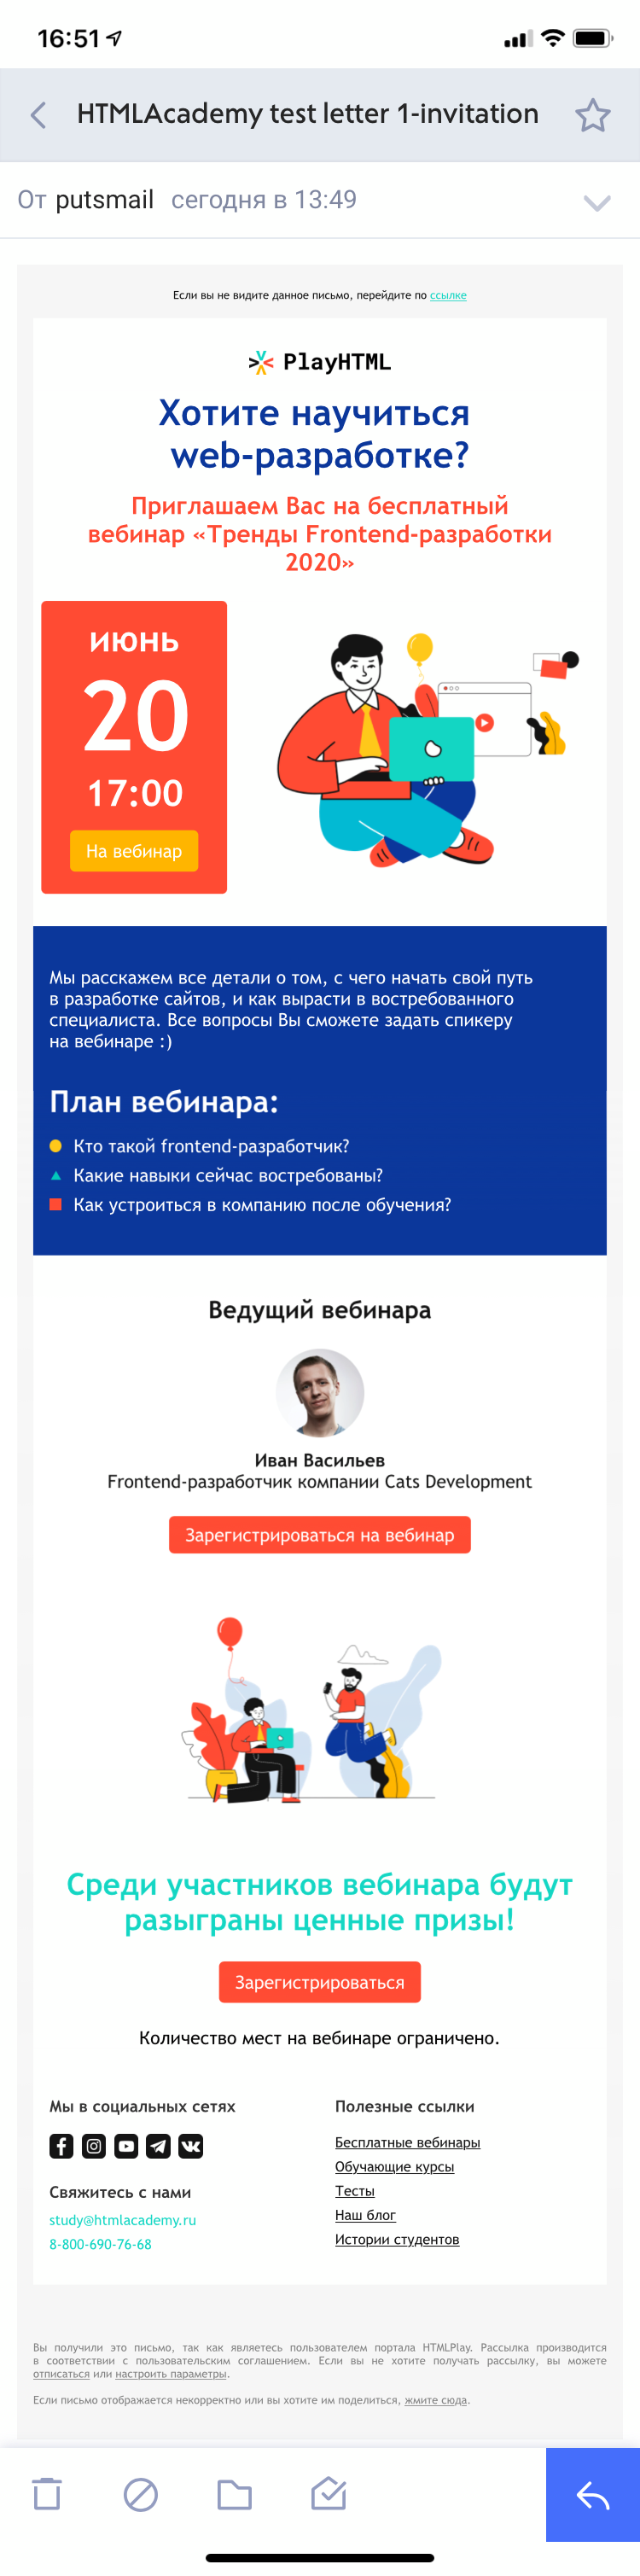 16:51
HTMLAcademy test letter 1-invitation
От putsmail сегодня в 13:49
Если вы не видите данное письмо, перейдите по ссылке
PlayHTML
Хотите научиться
web-разработке?
Приглашаем Вас на бесплатный
вебинар «Тренды Frontend-разработки
2020»
июнь
20
17:00
На вебинар
Мы расскажем все детали о том, с чего начать свой путь
в разработке сайтов, и как вырасти в востребованного
специалиста. Все вопросы Вы сможете задать спикеру
на вебинаре :)
План вебинара:
Кто такой frontend-разработчик?
Какие навыки сейчас востребованы?
Как устроиться в компанию после обучения?
Ведущий вебинара
Иван Васильев
Frontend-разработчик компании Cats Development
Зарегистрироваться на вебинар
Среди участников вебинара будут
разыграны ценные призы!
Зарегистрироваться
Количество мест на вебинаре ограничено.
Мы в социальных сетях
Свяжитесь с нами
study@htmlacademy.ru
8-800-690-76-68
Полезные ссылки
Бесплатные вебинары
Обучающие курсы
Тесты
Наш блог
Истории студентов
Вы получили это письмо, так как являетесь пользователем портала HTMLPlay. Рассылка производится
в соответствии с пользовательским соглашением. Если вы не хотите получать рассылку, вы можете
отписаться или настроить параметры.
Если письмо отображается некорректно или вы хотите им поделиться, жмите сюда.